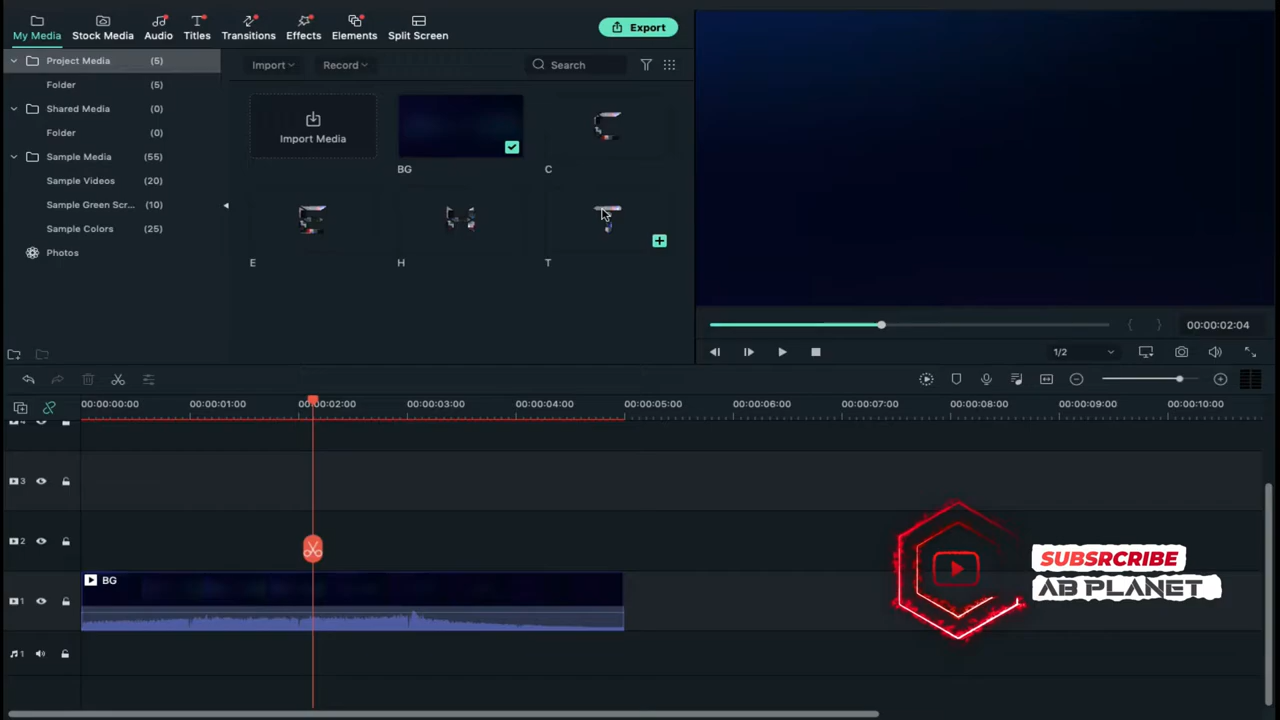 My Media
Stock Media
Audio
Titles
Transitions
Effects
Elements
Split Screen
Export
Project Media (5)
Folder (5)
Shared Media (0)
Folder (0)
Sample Media (55)
Sample Videos (20)
Sample Green Scr... (10)
Sample Colors (25)
Photos
Import
Record
Search
Import Media
BG
C
E
H
T
00:00:02:04
1/2
00:00:00:00
00:00:01:00
00:00:02:00
00:00:03:00
00:00:04:00
00:00:05:00
00:00:06:00
00:00:07:00
00:00:08:00
00:00:09:00
00:00:10:00
3
2
BG
1
1
SUBSRCRIBE
AB PLANET